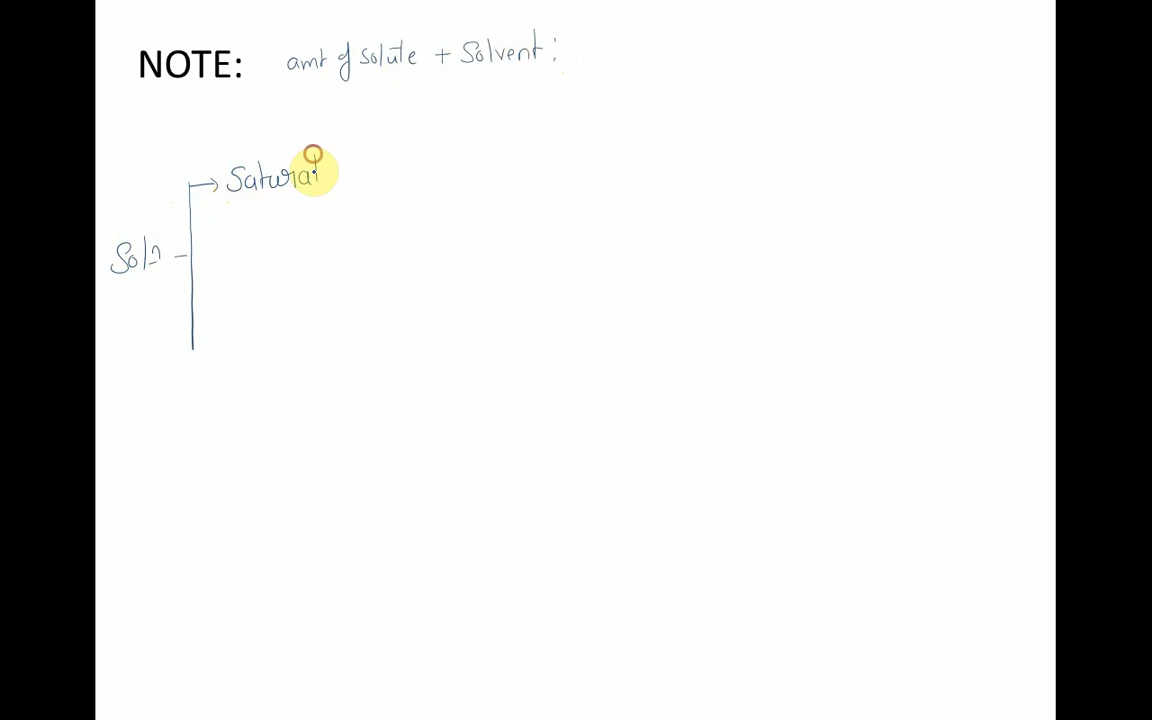 NOTE: amt of Solute + Solvent :
→ Saturat
Soln